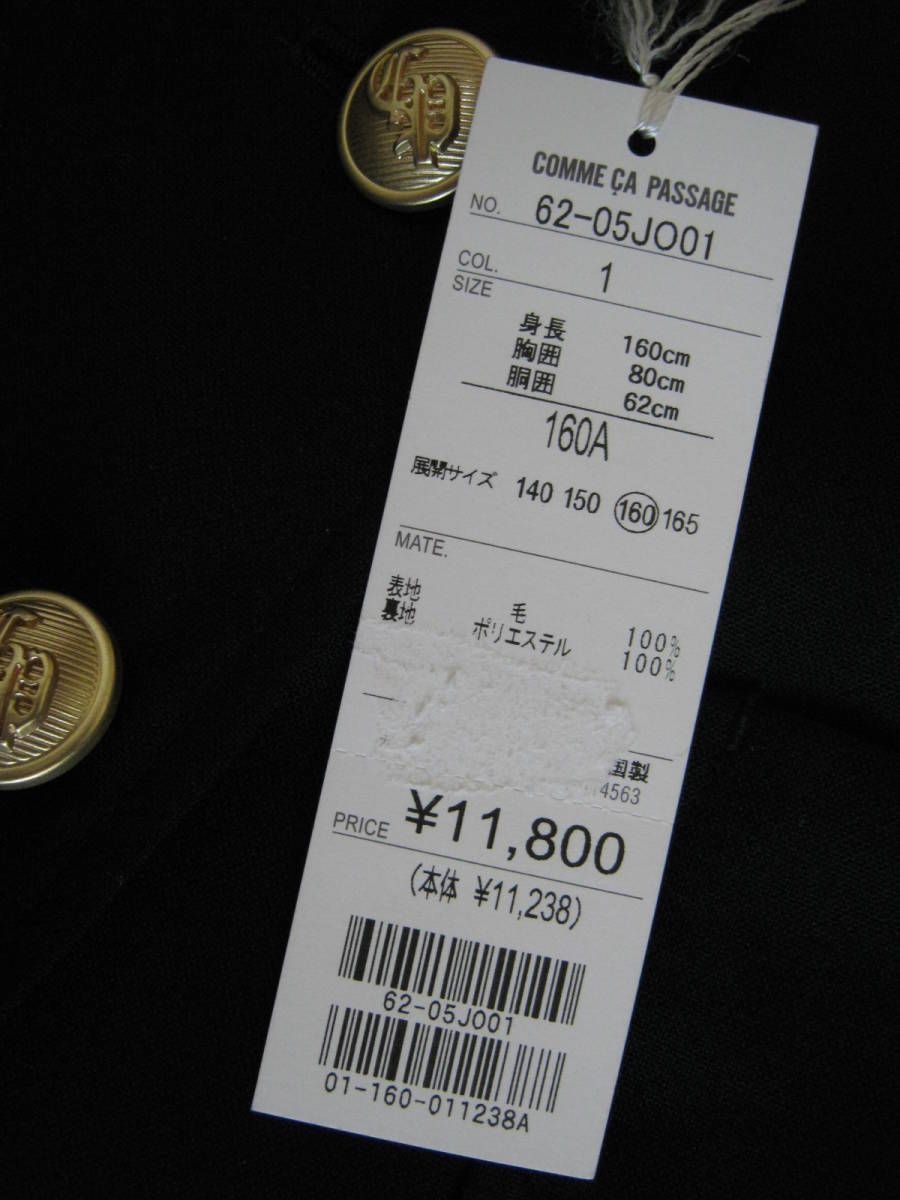 COMME ÇA PASSAGE
NO. 62-05JO01
COL. 1
SIZE
身長 160cm
胸囲 80cm
胴囲 62cm
160A
展開サイズ 140 150 160 165
MATE.
表地 毛 100%
裏地 ポリエステル 100%
国製
4563
PRICE ¥11,800
(本体 ¥11,238)
62-05JO01
01-160-011238A